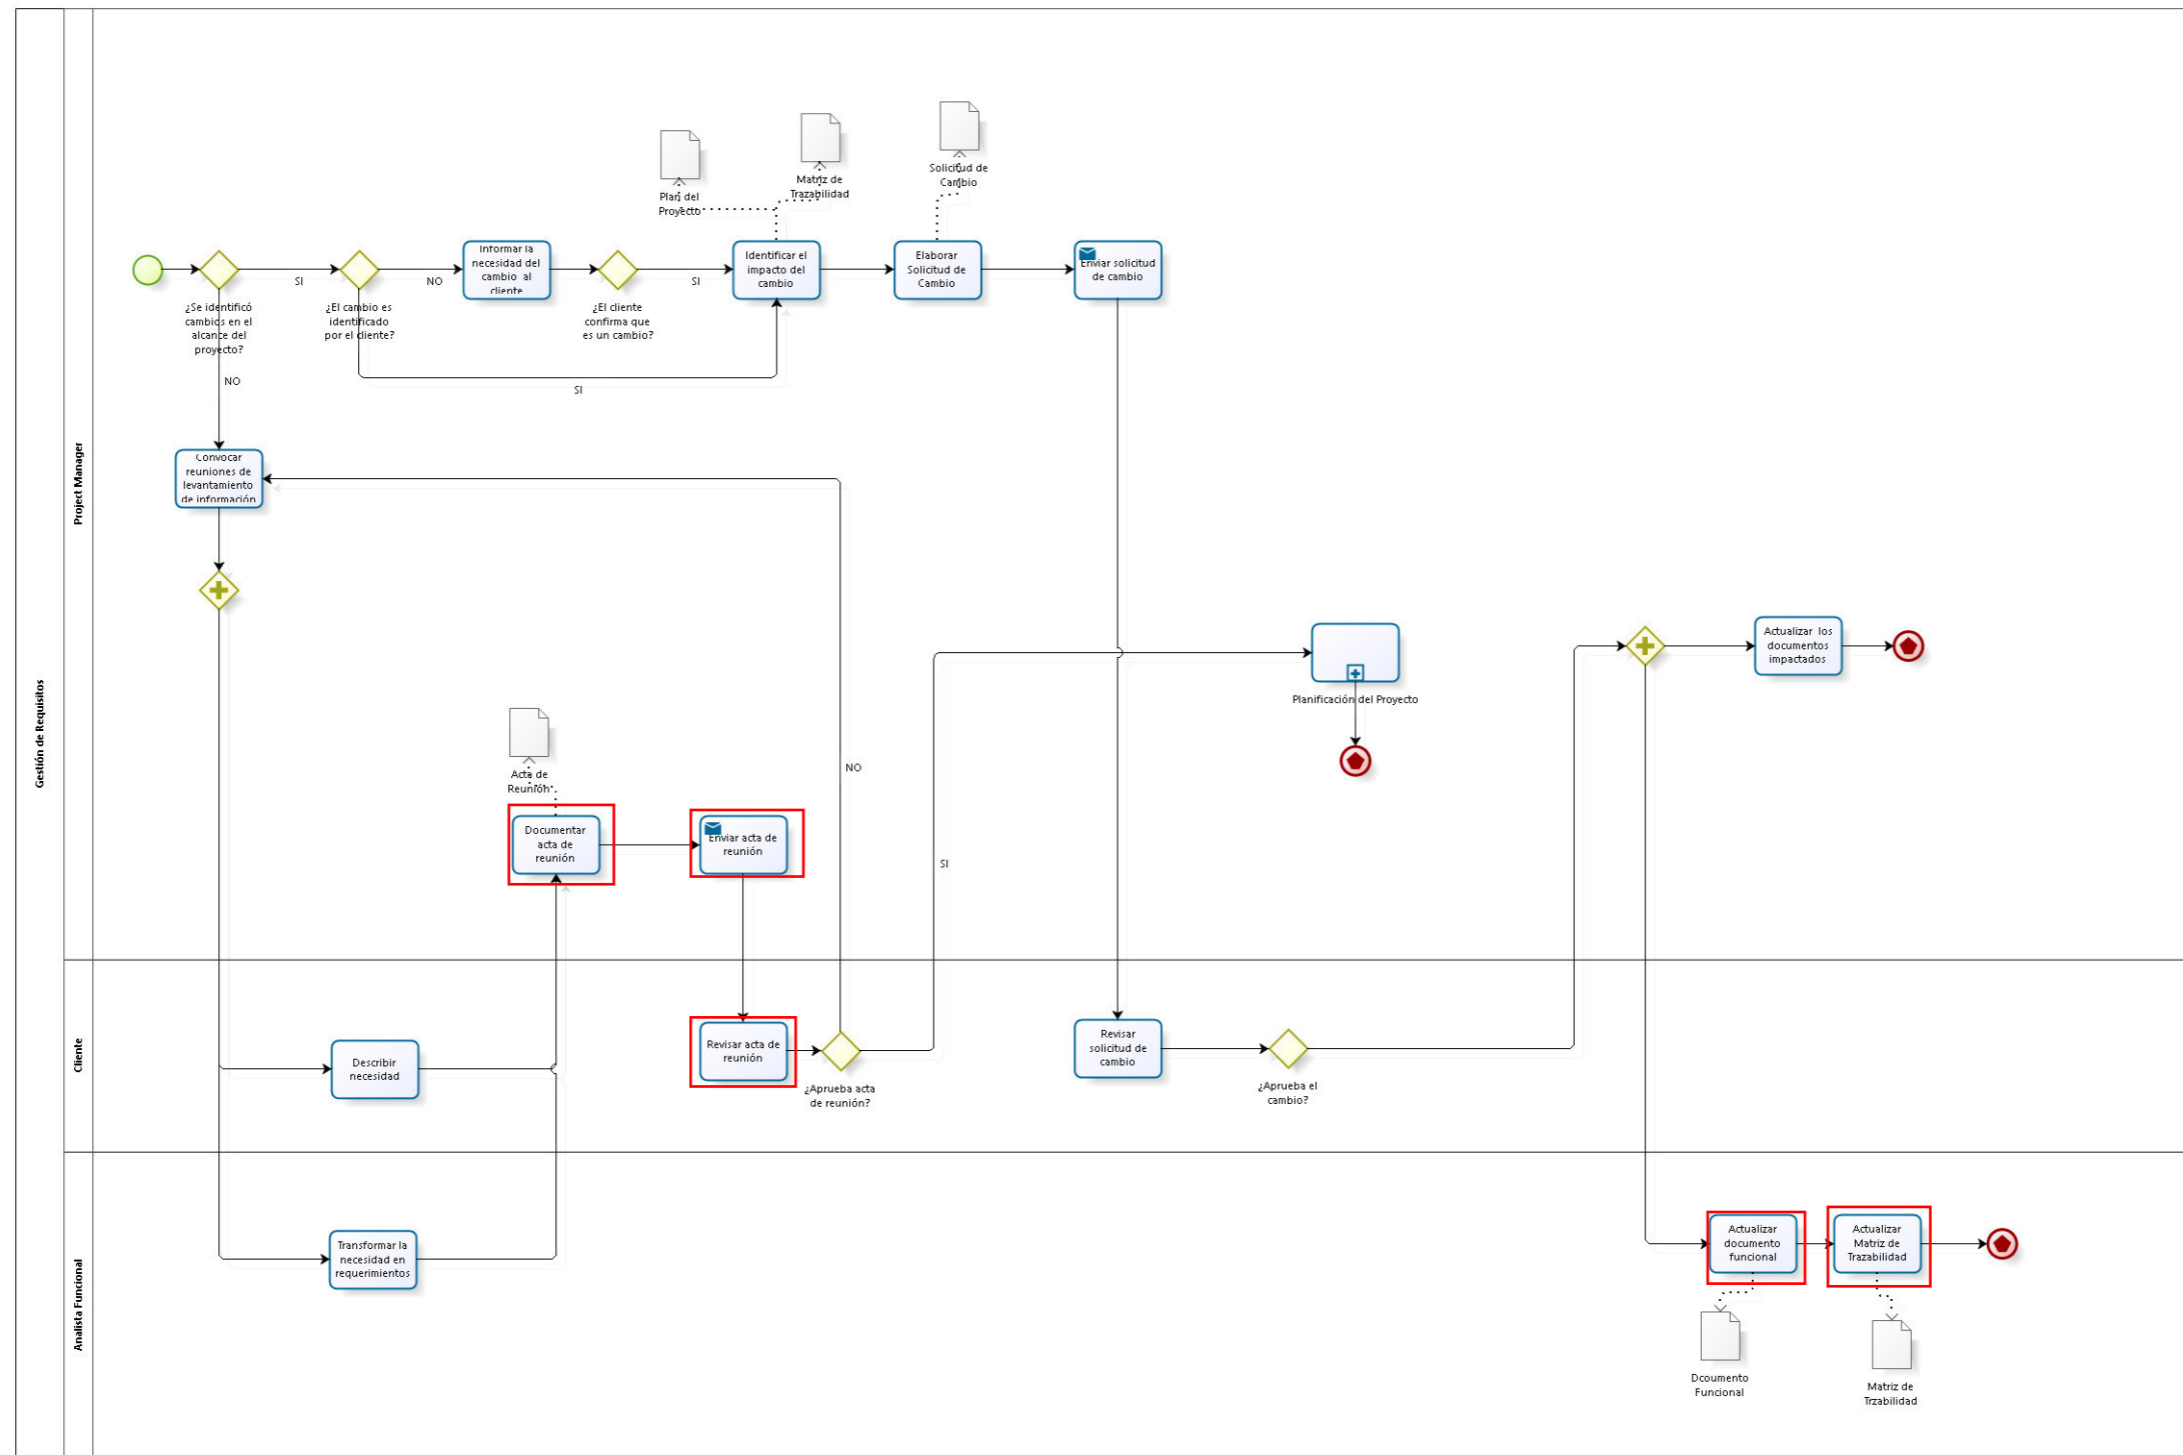 Gestión de Requisitos
Project Manager
Cliente
Analista Funcional
Plan del
Proyecto
Matriz de
Trazabilidad
Solicitud de
Cambio
¿Se identificó
cambios en el
alcance del
proyecto?
SI
¿El cambio es
identificado
por el cliente?
NO
Informar la
necesidad del
cambio al
cliente
¿El cliente
confirma que
es un cambio?
SI
Identificar el
impacto del
cambio
Elaborar
Solicitud de
Cambio
Enviar solicitud
de cambio
NO
SI
Convocar
reuniones de
levantamiento
de información
Planificación del Proyecto
Actualizar los
documentos
impactados
Acta de
Reunión
NO
Documentar
acta de
reunión
Enviar acta de
reunión
SI
Describir
necesidad
Revisar acta de
reunión
¿Aprueba acta
de reunión?
Revisar
solicitud de
cambio
¿Aprueba el
cambio?
Transformar la
necesidad en
requerimientos
Actualizar
documento
funcional
Actualizar
Matriz de
Trazabilidad
Dcoumento
Funcional
Matriz de
Trzabilidad